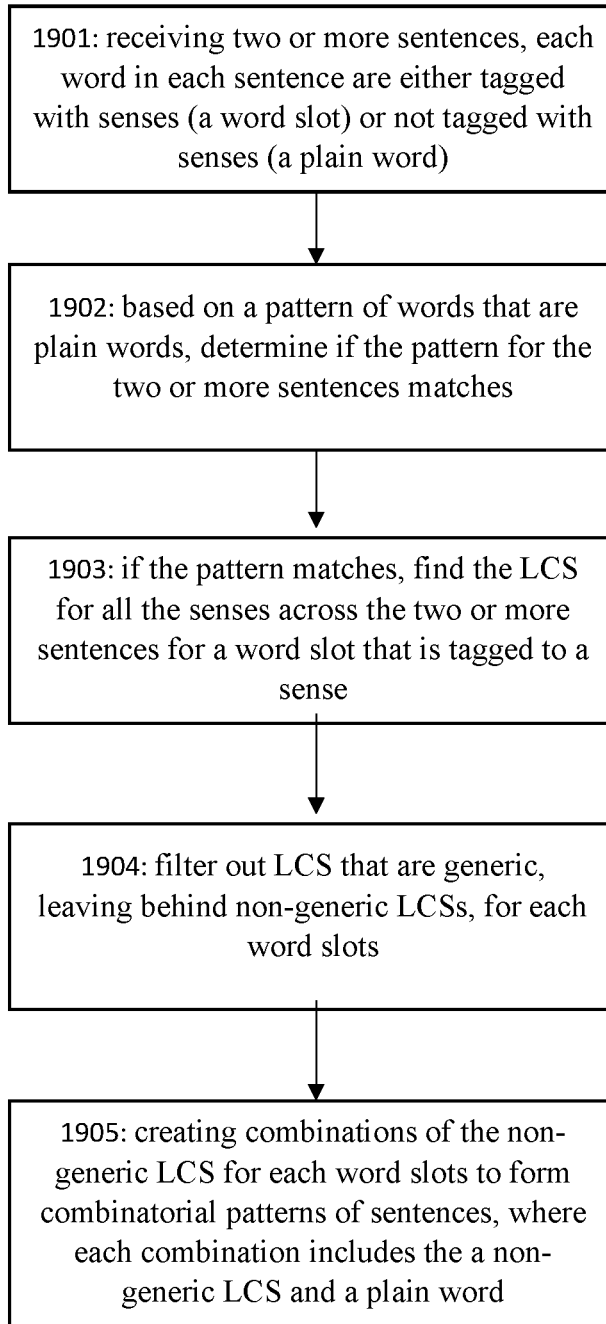 1901: receiving two or more sentences, each
word in each sentence are either tagged
with senses (a word slot) or not tagged with
senses (a plain word)
1902: based on a pattern of words that are
plain words, determine if the pattern for the
two or more sentences matches
1903: if the pattern matches, find the LCS
for all the senses across the two or more
sentences for a word slot that is tagged to a
sense
1904: filter out LCS that are generic,
leaving behind non-generic LCSs, for each
word slots
1905: creating combinations of the non-
generic LCS for each word slots to form
combinatorial patterns of sentences, where
each combination includes the a non-
generic LCS and a plain word